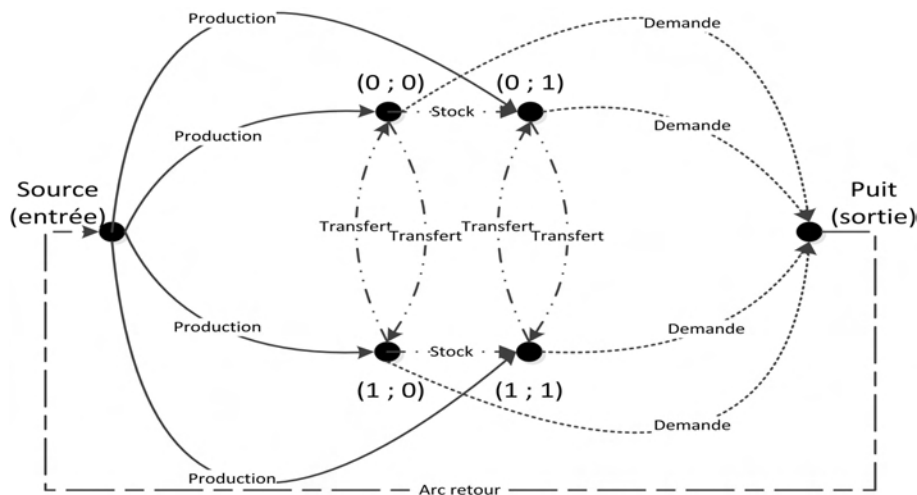 Production
Demande
(0 ; 0)
(0 ; 1)
Stock
Production
Demande
Source
(entrée)
Puit
(sortie)
Transfert
Transfert
Transfert
Transfert
Production
Stock
Demande
(1 ; 0)
(1 ; 1)
Demande
Production
Arc retour